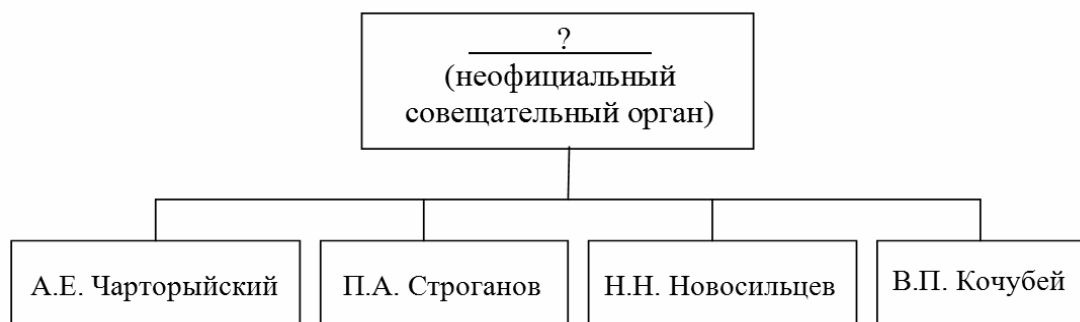 ?
(неофициальный
совещательный орган)
А.Е. Чарторыйский
П.А. Строганов
Н.Н. Новосильцев
В.П. Кочубей